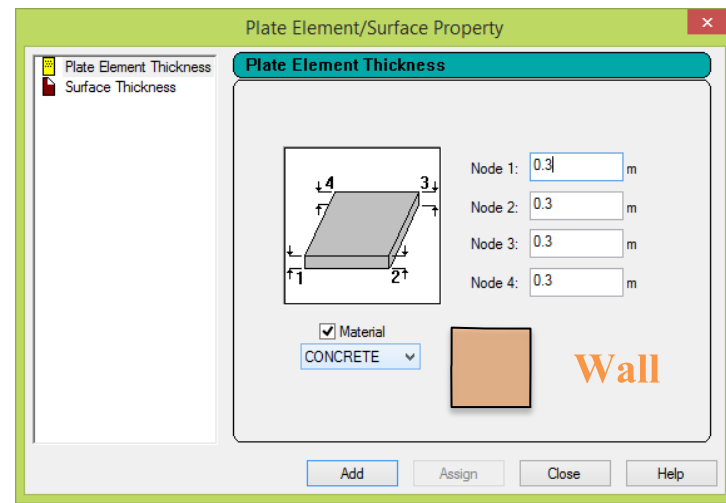 Plate Element/Surface Property
×
Plate Element Thickness
Surface Thickness
Plate Element Thickness
4 3
1 2
Node 1: 0.3 m
Node 2: 0.3 m
Node 3: 0.3 m
Node 4: 0.3 m
Material
CONCRETE
Wall
Add Assign Close Help